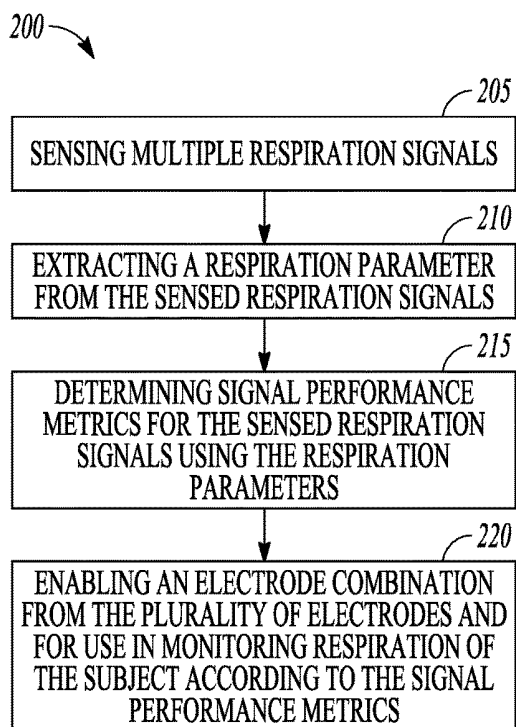 200
205
SENSING MULTIPLE RESPIRATION SIGNALS
210
EXTRACTING A RESPIRATION PARAMETER
FROM THE SENSED RESPIRATION SIGNALS
215
DETERMINING SIGNAL PERFORMANCE
METRICS FOR THE SENSED RESPIRATION
SIGNALS USING THE RESPIRATION
PARAMETERS
220
ENABLING AN ELECTRODE COMBINATION
FROM THE PLURALITY OF ELECTRODES AND
FOR USE IN MONITORING RESPIRATION OF
THE SUBJECT ACCORDING TO THE SIGNAL
PERFORMANCE METRICS